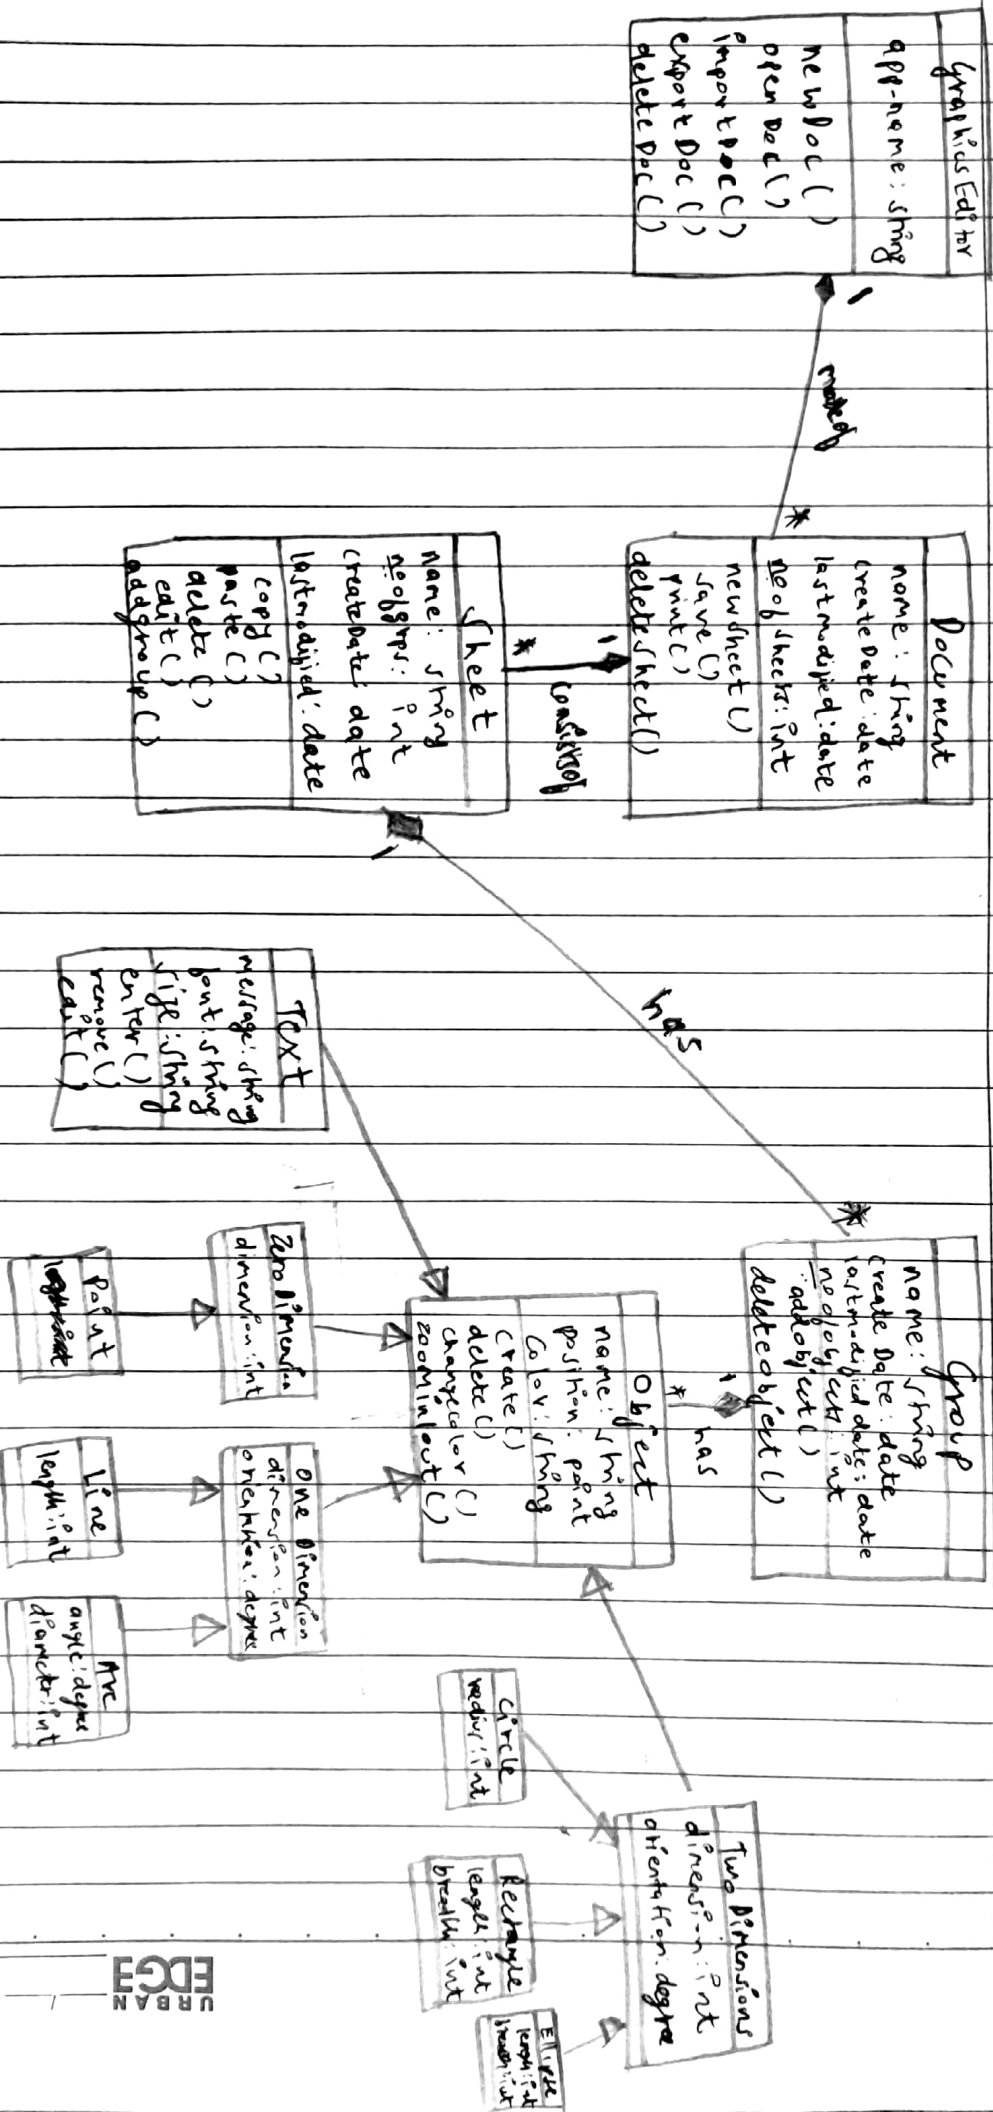 GraphicsEditor
app-name: string
newDoc()
openDoc()
importDoc()
exportDoc()
deleteDoc()
1
made of
*
Document
name: string
createDate: date
lastmodified: date
noofsheets: int
newsheet()
save()
print()
deletesheet()
1
consistsof
*
Sheet
name: string
noofgrps: int
createDate: date
lastmodified: date
copy()
paste()
delete()
edit()
addgroup()
1
has
*
Group
name: string
create Date: date
lastmodified date: date
noofobjects: int
addobject()
deleteobject()
1
has
*
Object
name: string
position: point
Color: string
create()
delete()
changecolor()
zoomin/out()
Text
message: string
font: string
size: string
enter()
remove()
edit()
Zero Dimension
dimension: int
Point
One Dimension
dimension: int
orientation: degree
Line
length: int
Arc
angle: degree
diameter: int
Two Dimensions
dimension: int
orientation: degree
Circle
radius: int
Rectangle
length: int
breadth: int
Ellipse
length: int
breadth: int
URBAN
EDGE